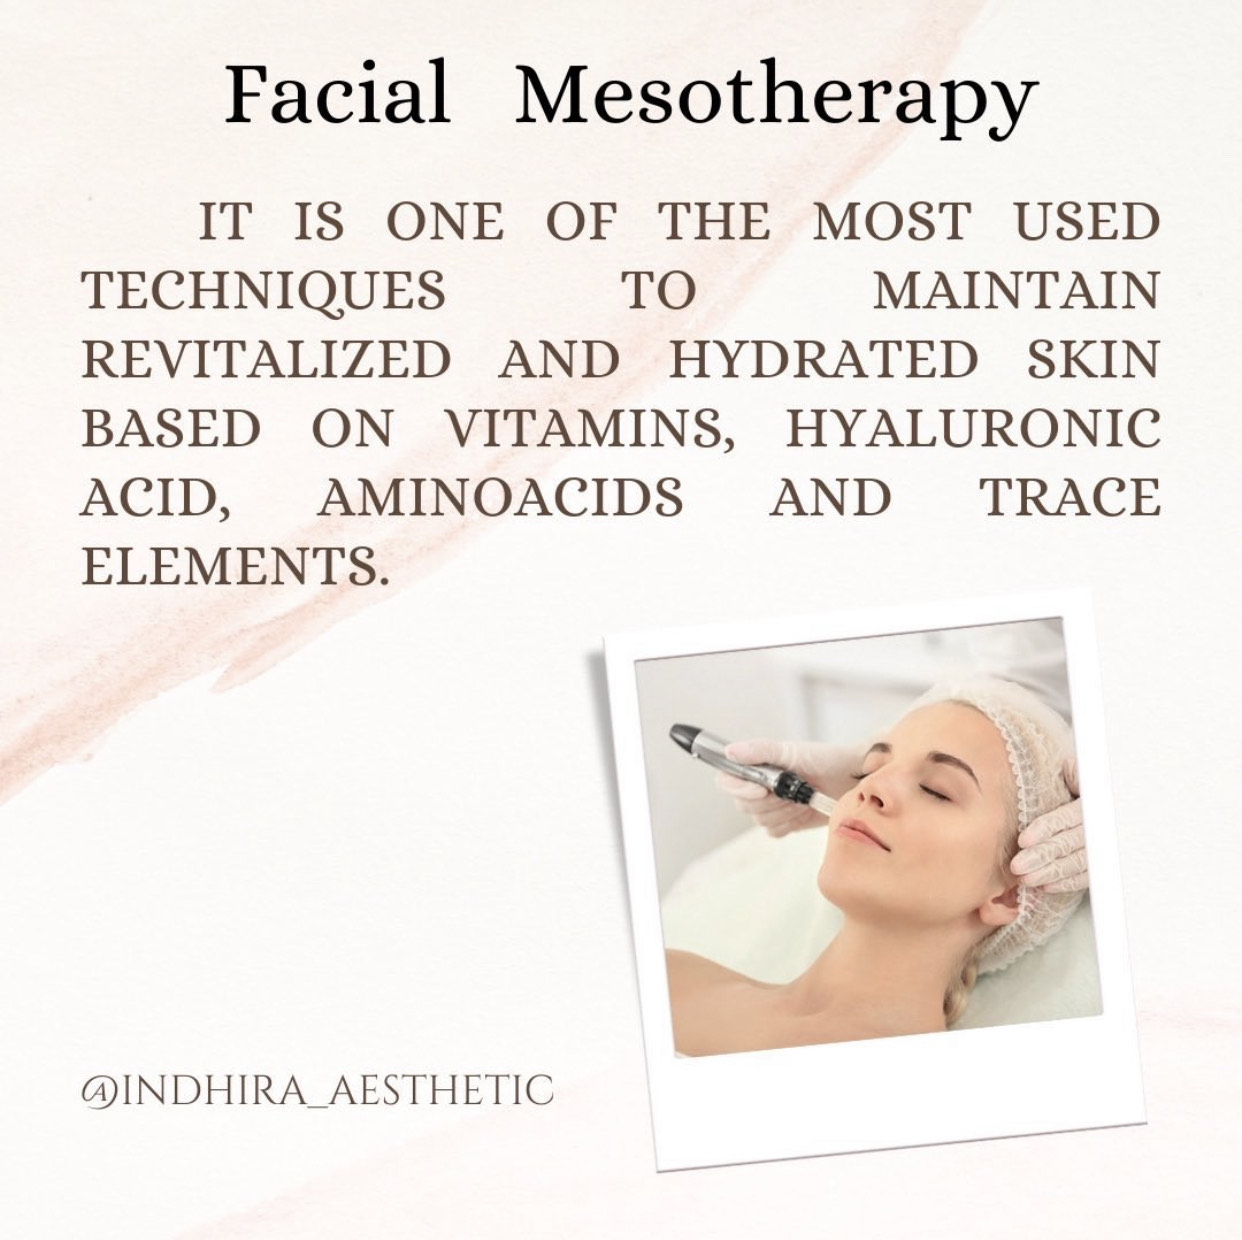 Facial Mesotherapy
IT IS ONE OF THE MOST USED
TECHNIQUES TO MAINTAIN
REVITALIZED AND HYDRATED SKIN
BASED ON VITAMINS, HYALURONIC
ACID, AMINOACIDS AND TRACE
ELEMENTS.
@INDHIRA_AESTHETIC